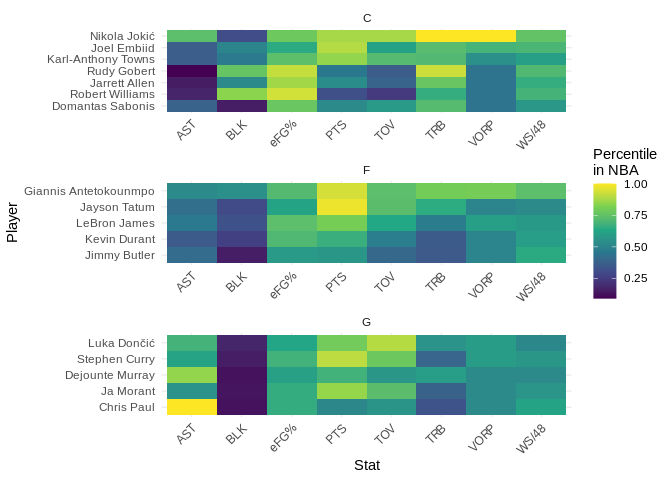 C
Nikola Jokić
Joel Embiid
Karl-Anthony Towns
Rudy Gobert
Jarrett Allen
Robert Williams
Domantas Sabonis
AST BLK eFG% PTS TOV TRB VORP WS/48
F
Giannis Antetokounmpo
Jayson Tatum
LeBron James
Kevin Durant
Jimmy Butler
AST BLK eFG% PTS TOV TRB VORP WS/48
G
Luka Dončić
Stephen Curry
Dejounte Murray
Ja Morant
Chris Paul
AST BLK eFG% PTS TOV TRB VORP WS/48
Player
Stat
Percentile
in NBA
1.00
0.75
0.50
0.25